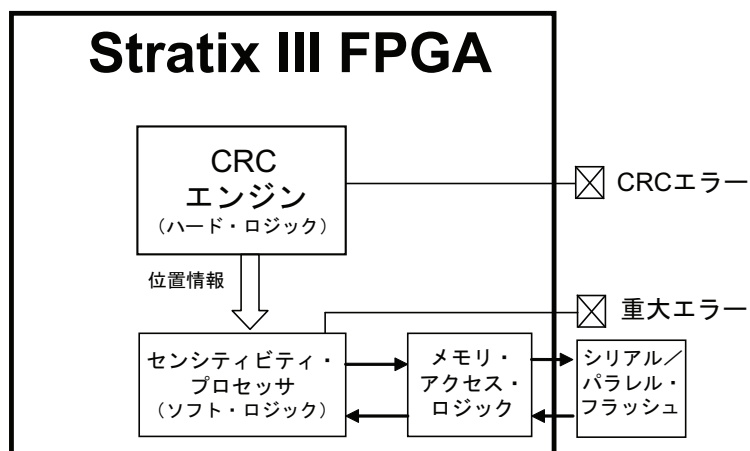 Stratix III FPGA
CRC
エンジン
（ハード・ロジック）
CRCエラー
位置情報
重大エラー
センシティビティ・
プロセッサ
（ソフト・ロジック）
メモリ・
アクセス・
ロジック
シリアル／
パラレル・
フラッシュ